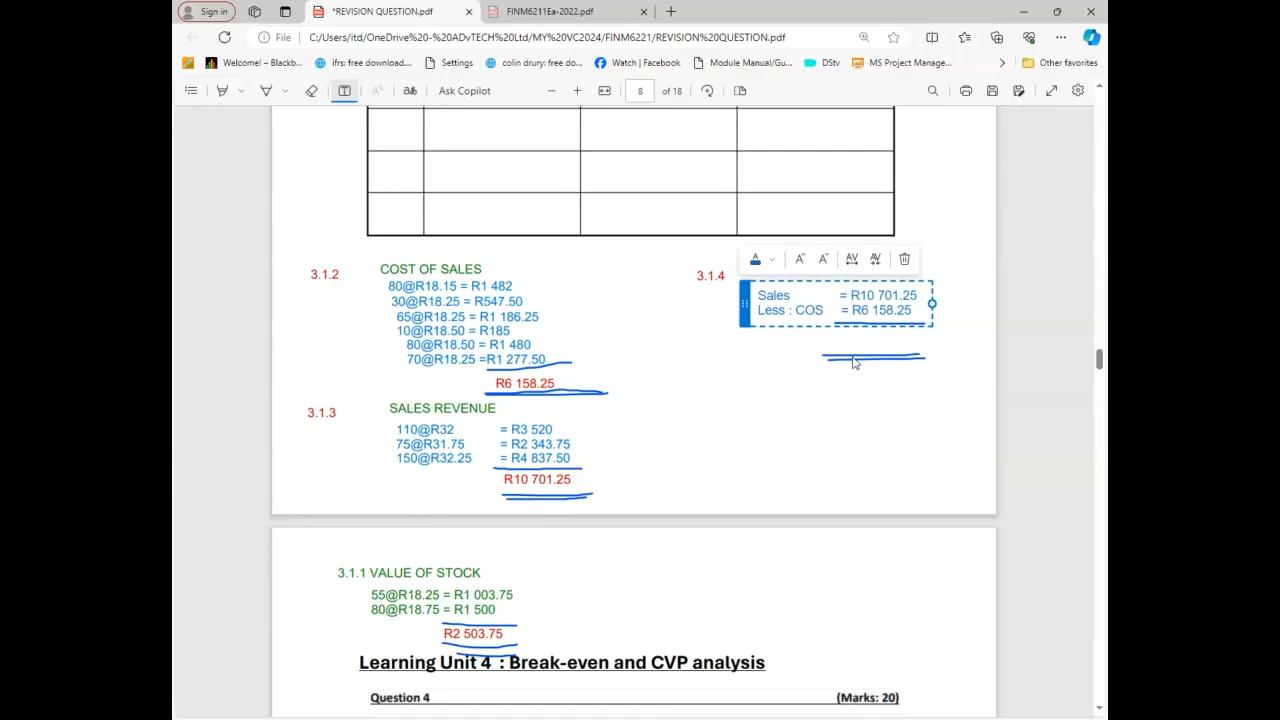 Sign in
*REVISION QUESTION.pdf
FINM6211Ea-2022.pdf
File
C:/Users/itd/OneDrive%20-%20ADvTECH%20Ltd/MY%20VC2024/FINM6221/REVISION%20QUESTION.pdf
Welcome! – Blackb...
ifrs: free download....
Settings
colin drury: free do...
Watch | Facebook
Module Manual/Gu...
DStv
MS Project Manage...
Other favorites
Ask Copilot
8 of 18
3.1.2 COST OF SALES
80@R18.15 = R1 482
30@R18.25 = R547.50
65@R18.25 = R1 186.25
10@R18.50 = R185
80@R18.50 = R1 480
70@R18.25 =R1 277.50
R6 158.25
3.1.3 SALES REVENUE
110@R32 = R3 520
75@R31.75 = R2 343.75
150@R32.25 = R4 837.50
R10 701.25
3.1.4
Sales = R10 701.25
Less : COS = R6 158.25
3.1.1 VALUE OF STOCK
55@R18.25 = R1 003.75
80@R18.75 = R1 500
R2 503.75
Learning Unit 4 : Break-even and CVP analysis
Question 4 (Marks: 20)